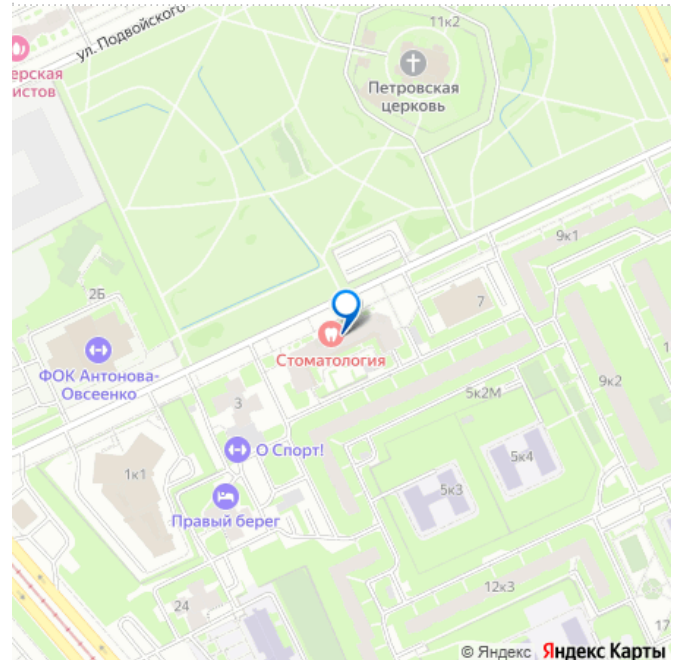 11к2
ул. Подвойского
ерская
истов
Петровская
церковь
9к1
2Б
7
Стоматология
ФОК Антонова-
Овсеенко
3
9к2
5к2М
1
О Спорт!
5к4
1к1
5к3
Правый берег
12к3
24
17
© Яндекс Яндекс Карты